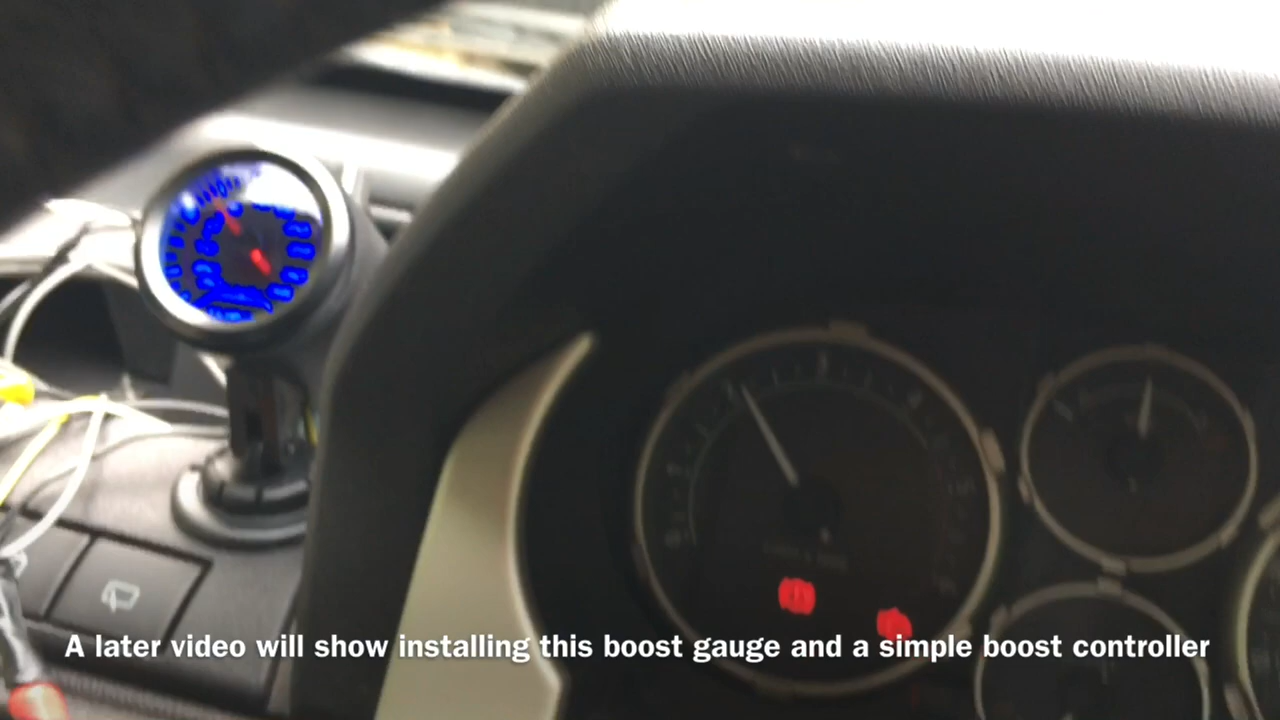 A later video will show installing this boost gauge and a simple boost controller